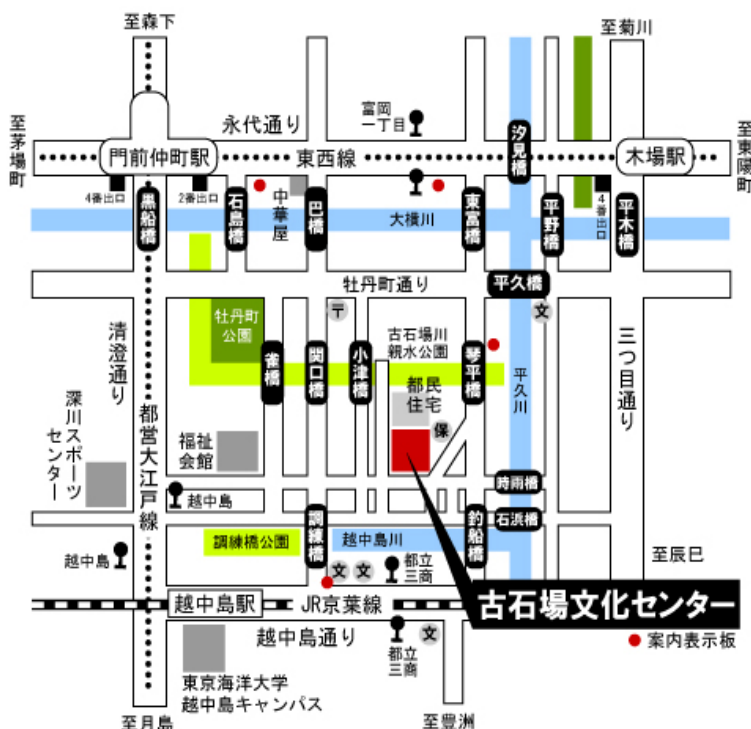 至森下
至菊川
富岡
一丁目
永代通り
至茅場町
門前仲町駅
東西線
汐見橋
木場駅
至東陽町
4番出口
黒船橋
2番出口
石島橋
中華屋
巴橋
大横川
東富橋
平野橋
4番出口
平木橋
牡丹町通り
平久橋
文
清澄通り
牡丹町
公園
〒
古石場川
親水公園
三つ目通り
雀橋
関口橋
小津橋
琴平橋
平久川
都民
住宅
深川スポーツ
センター
都営大江戸線
福祉
会館
保
越中島
時雨橋
石浜橋
調練橋公園
調練橋
越中島川
釣船橋
至辰巳
越中島
文
文
都立
三商
古石場文化センター
越中島駅
JR京葉線
案内表示板
越中島通り
都立
三商
文
東京海洋大学
越中島キャンパス
至月島
至豊洲